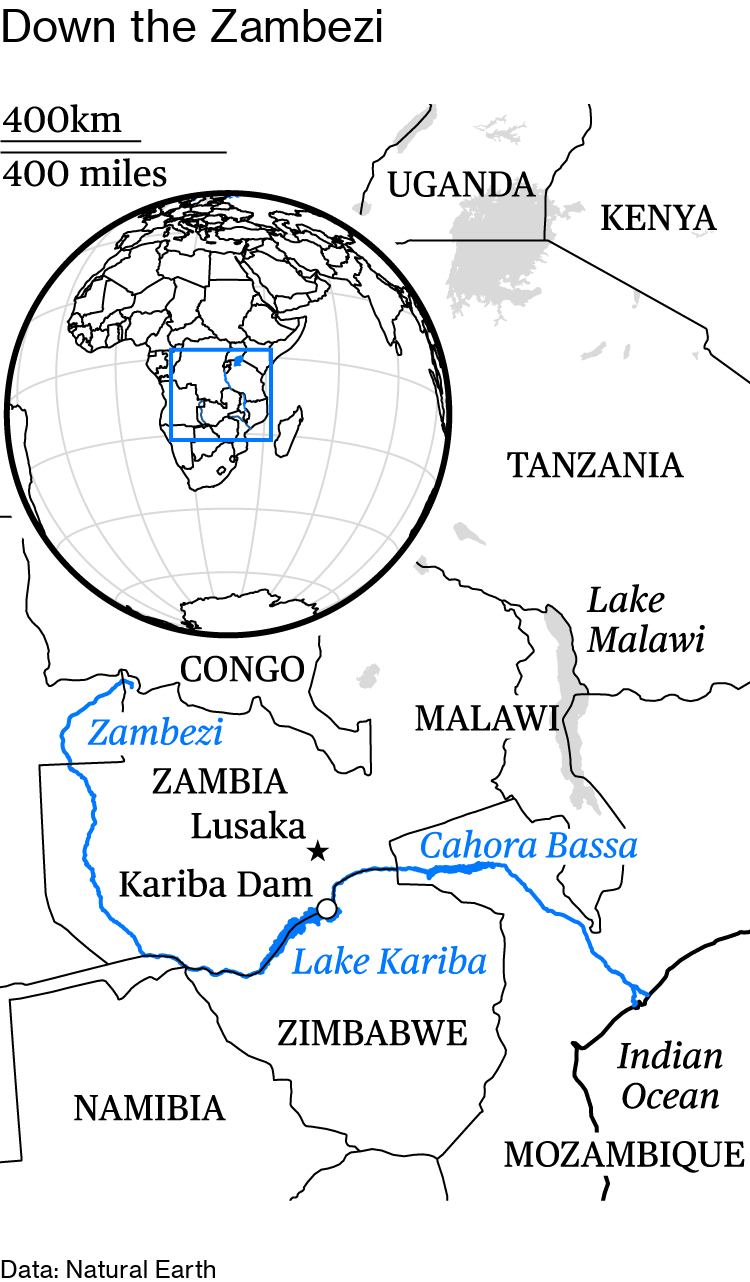 Down the Zambezi
400km
400 miles
UGANDA
KENYA
TANZANIA
Lake
Malawi
CONGO
MALAWI
Zambezi
ZAMBIA
Lusaka
Cahora Bassa
Kariba Dam
Lake Kariba
ZIMBABWE
Indian
Ocean
NAMIBIA
MOZAMBIQUE
Data: Natural Earth